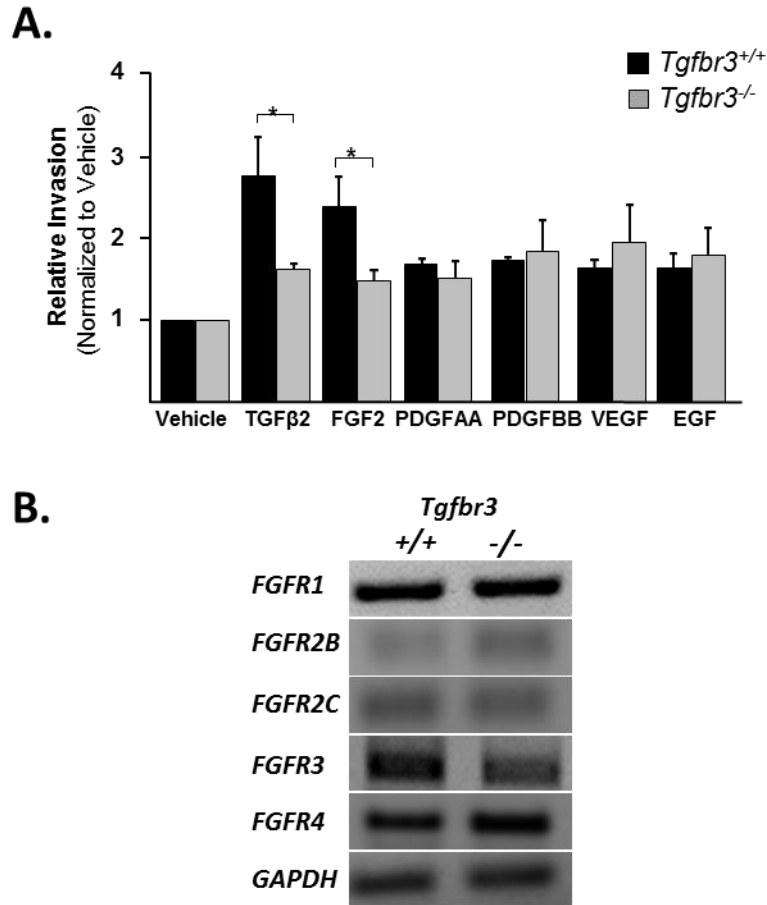 A.
Relative Invasion
(Normalized to Vehicle)
4
3
2
1
* *
Tgfbr3+/+
Tgfbr3-/-
Vehicle TGFβ2 FGF2 PDGFAA PDGFBB VEGF EGF
B.
Tgfbr3
+/+ -/-
FGFR1
FGFR2B
FGFR2C
FGFR3
FGFR4
GAPDH